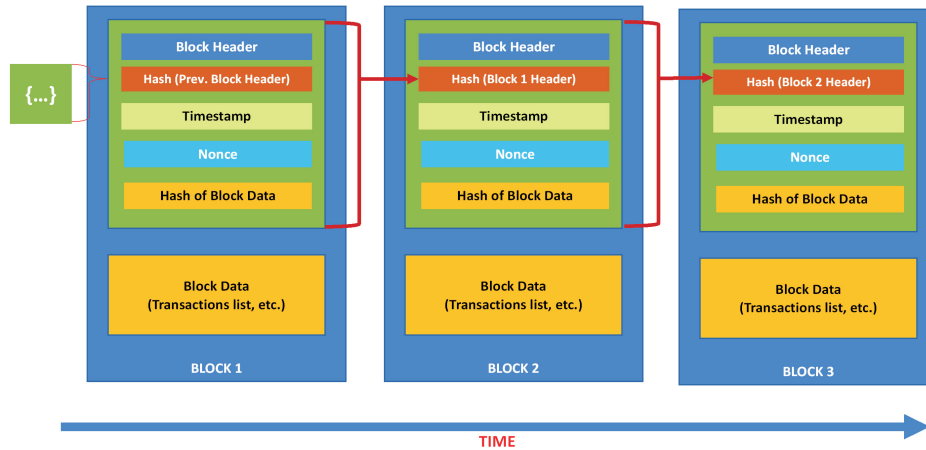 {...}
Block Header
Hash (Prev. Block Header)
Timestamp
Nonce
Hash of Block Data
Block Data
(Transactions list, etc.)
BLOCK 1
Block Header
Hash (Block 1 Header)
Timestamp
Nonce
Hash of Block Data
Block Data
(Transactions list, etc.)
BLOCK 2
Block Header
Hash (Block 2 Header)
Timestamp
Nonce
Hash of Block Data
Block Data
(Transactions list, etc.)
BLOCK 3
TIME